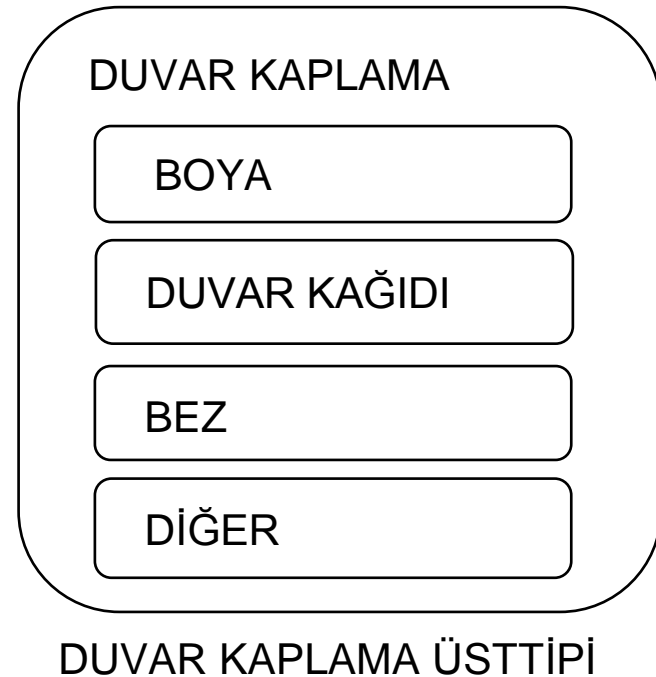 DUVAR KAPLAMA
BOYA
DUVAR KAĞIDI
BEZ
DİĞER
DUVAR KAPLAMA ÜSTTİPİ